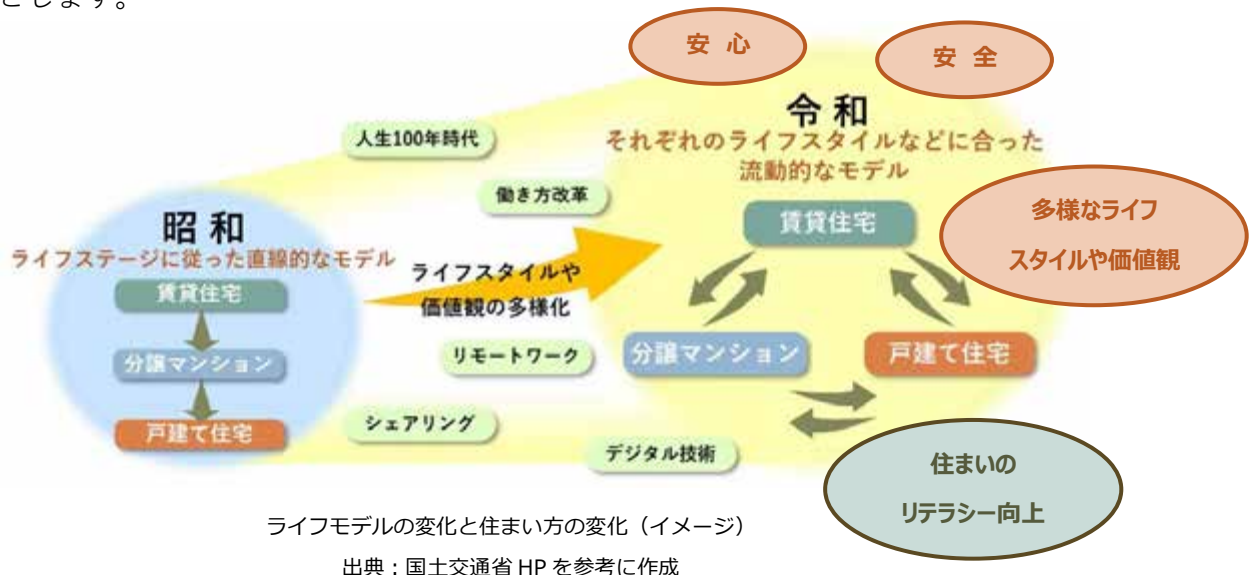 とします。
安 心
安 全
令 和
それぞれのライフスタイルなどに合った
流動的なモデル
人生100年時代
働き方改革
多様なライフ
スタイルや価値観
賃貸住宅
昭 和
ライフステージに従った直線的なモデル
賃貸住宅
ライフスタイルや
価値観の多様化
分譲マンション
リモートワーク
分譲マンション
戸建て住宅
戸建て住宅
シェアリング
デジタル技術
住まいの
リテラシー向上
ライフモデルの変化と住まい方の変化（イメージ）
出典：国土交通省 HP を参考に作成